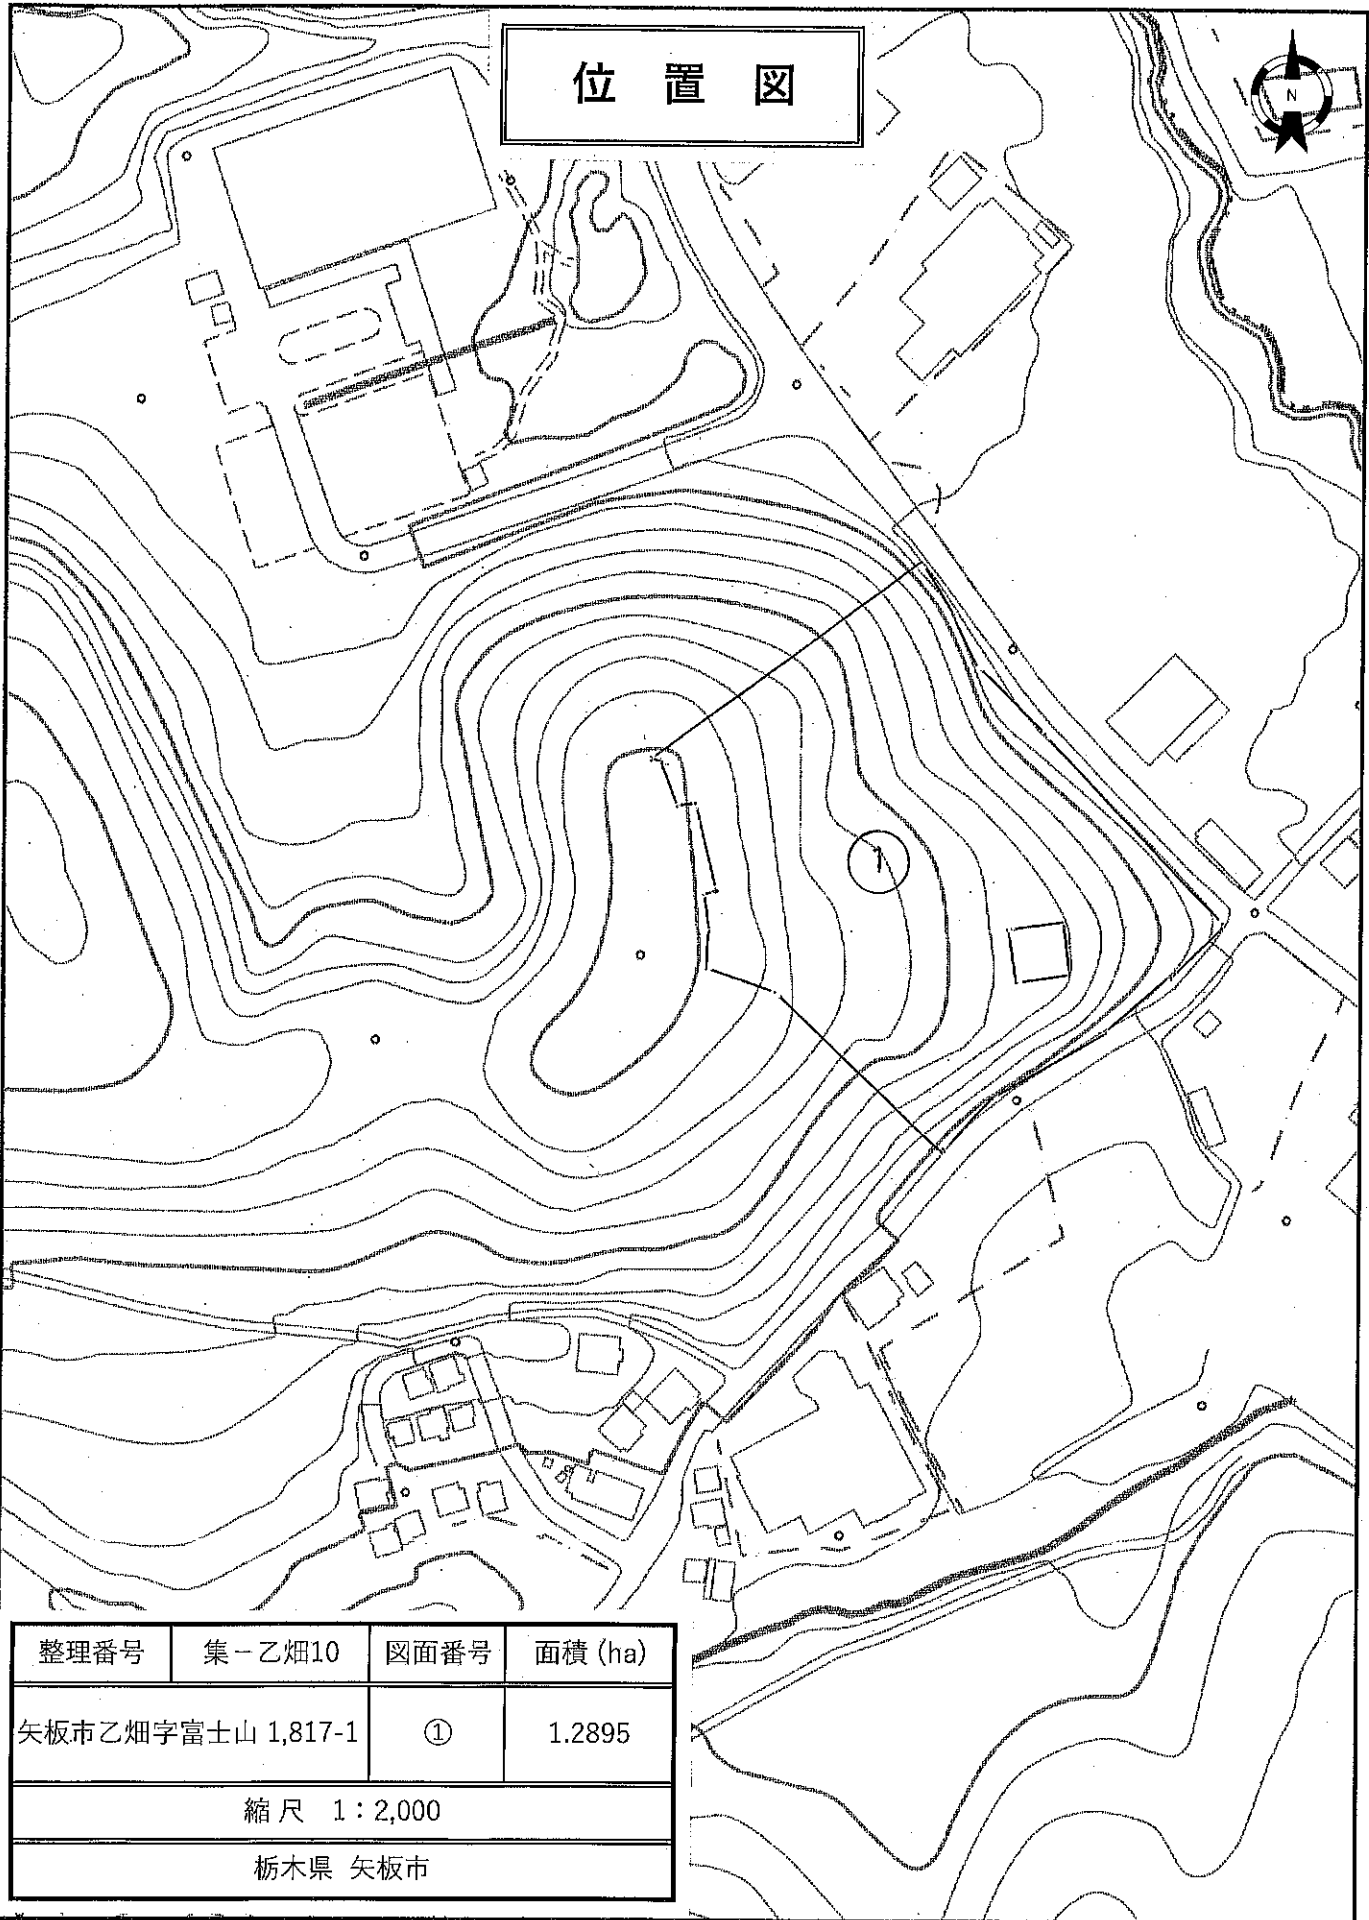 位置図
N
1
整理番号 集－乙畑10 図面番号 面積 (ha)
矢板市乙畑字富士山 1,817-1 ① 1.2895
縮尺 1：2,000
栃木県 矢板市